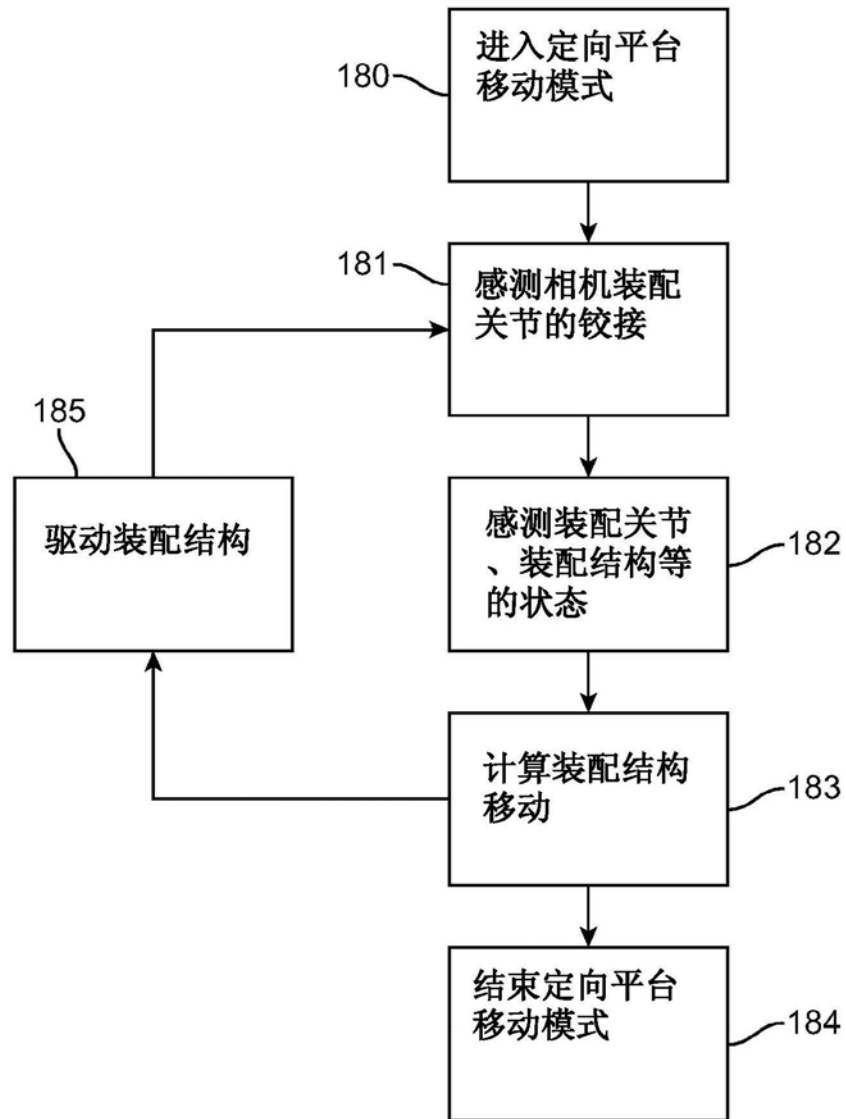 180
进入定向平台
移动模式
181
感测相机装配
关节的铰接
185
驱动装配结构
感测装配关节
、装配结构等
的状态
182
计算装配结构
移动
183
结束定向平台
移动模式
184